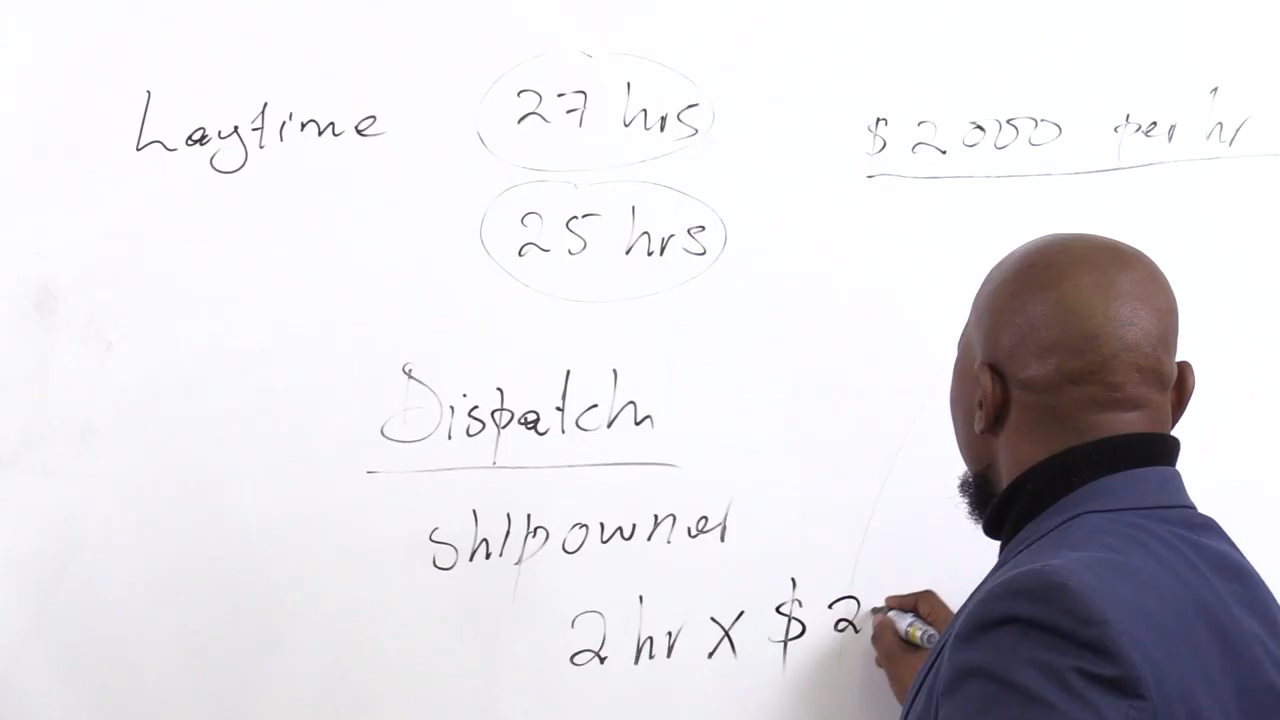 Laytime 27 hrs $2000 per hr
25 hrs
Dispatch
shipowner
2 hr x $2